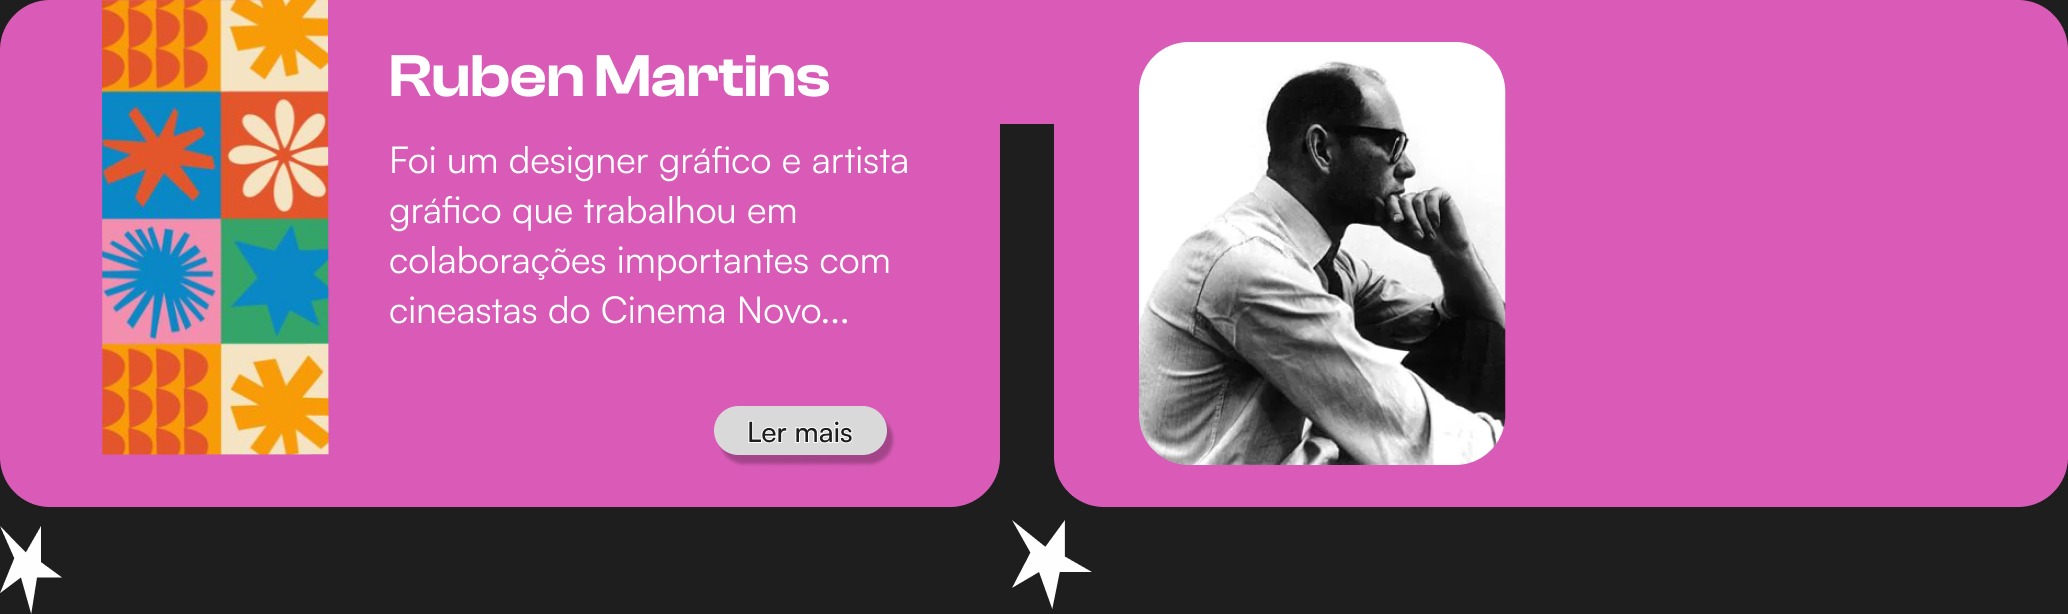 Ruben Martins
Foi um designer gráfico e artista
gráfico que trabalhou em
colaborações importantes com
cineastas do Cinema Novo...
Ler mais